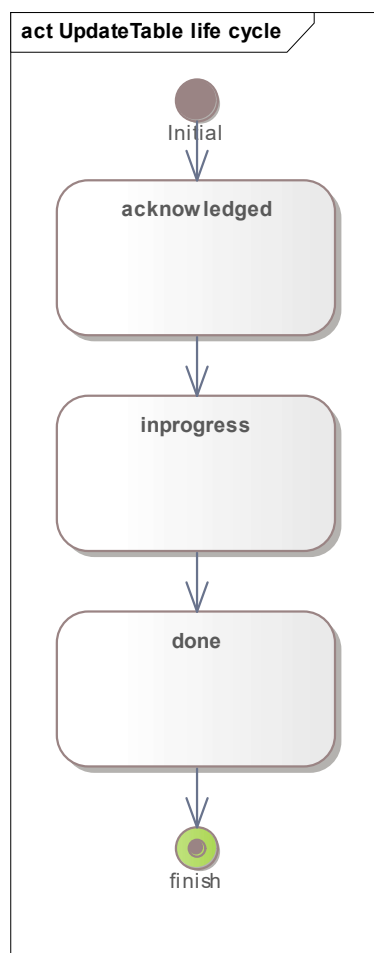 act UpdateTable life cycle
Initial
acknowledged
inprogress
done
finish